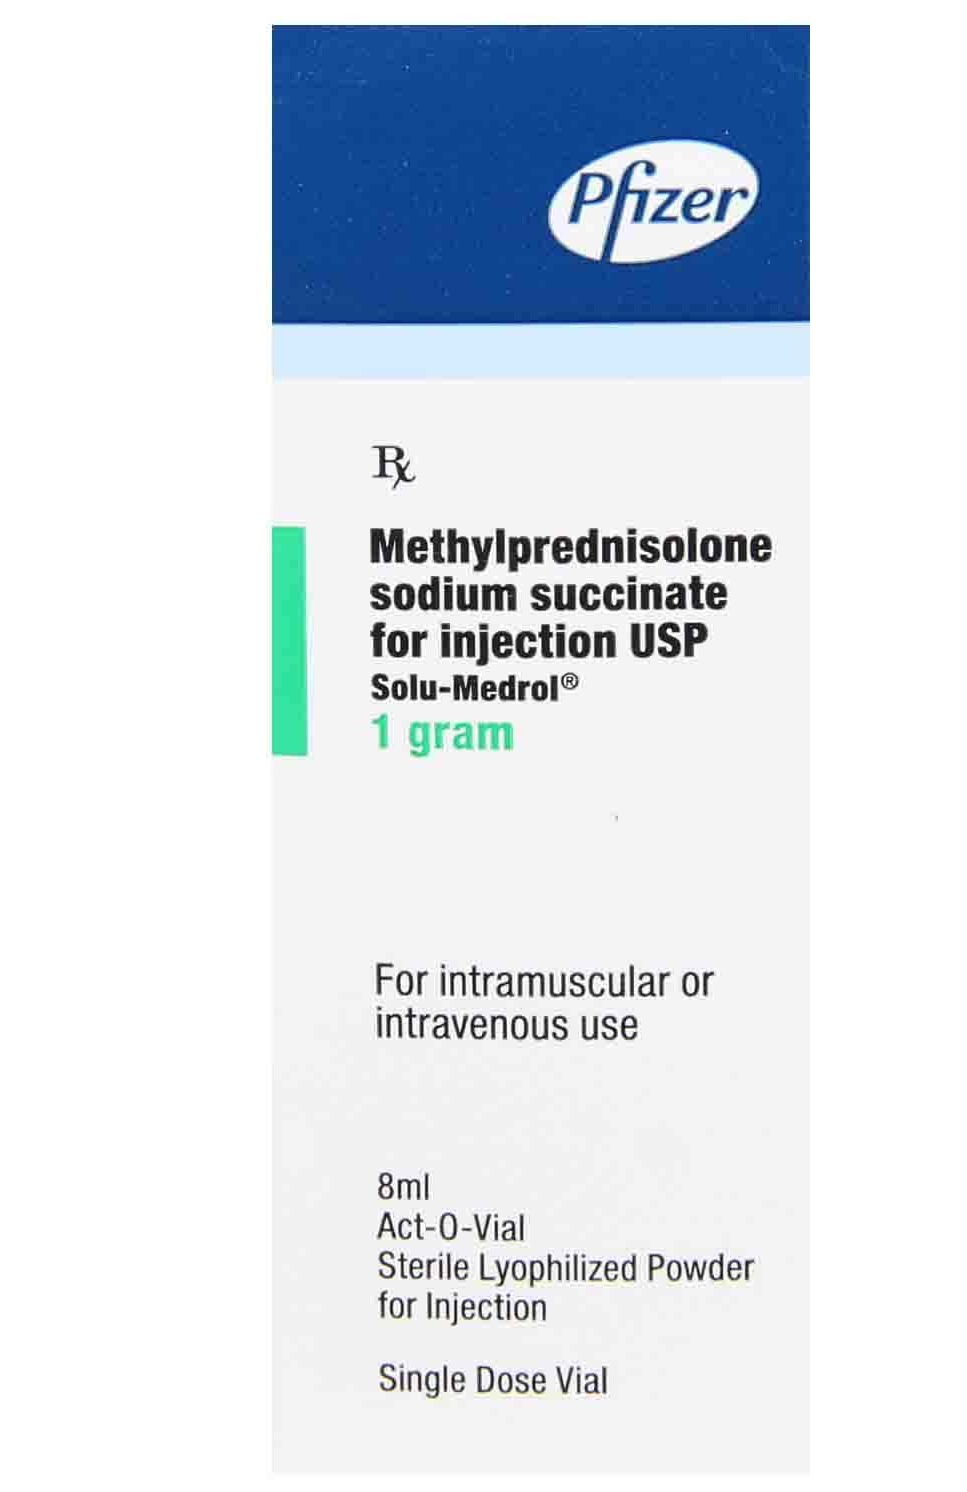 Pfizer
℞
Methylprednisolone
sodium succinate
for injection USP
Solu-Medrol®
1 gram
For intramuscular or
intravenous use
8ml
Act-O-Vial
Sterile Lyophilized Powder
for Injection
Single Dose Vial